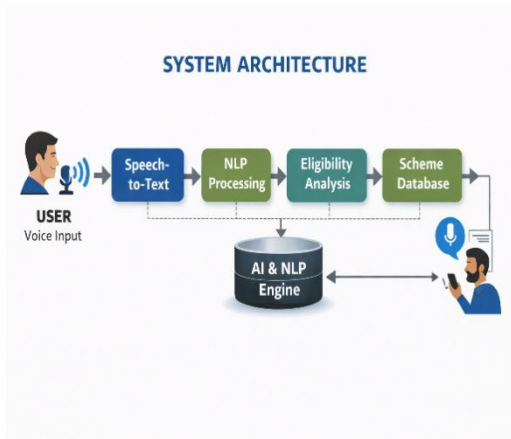 SYSTEM ARCHITECTURE
Speech-
to-Text
NLP
Processing
Eligibility
Analysis
Scheme
Database
USER
Voice Input
AI & NLP
Engine